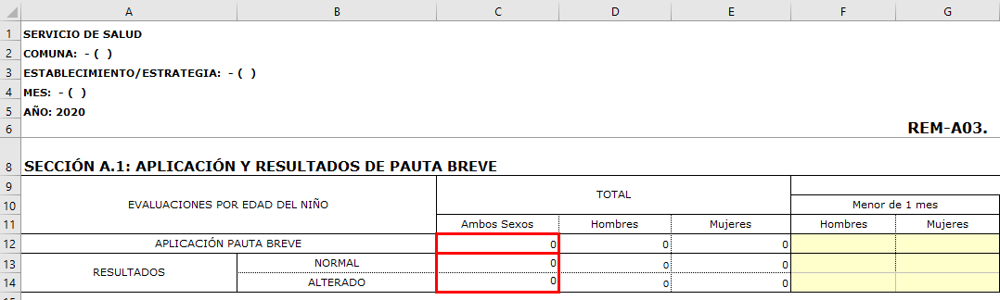 A B C D E F G
1 SERVICIO DE SALUD
2 COMUNA: - ( )
3 ESTABLECIMIENTO/ESTRATEGIA: - ( )
4 MES: - ( )
5 AÑO: 2020
6 REM-A03.
8 SECCIÓN A.1: APLICACIÓN Y RESULTADOS DE PAUTA BREVE
9 TOTAL
10 EVALUACIONES POR EDAD DEL NIÑO Menor de 1 mes
11 Ambos Sexos Hombres Mujeres Hombres Mujeres
12 APLICACIÓN PAUTA BREVE 0 0 0
13 RESULTADOS NORMAL 0 0 0
14 ALTERADO 0 0 0